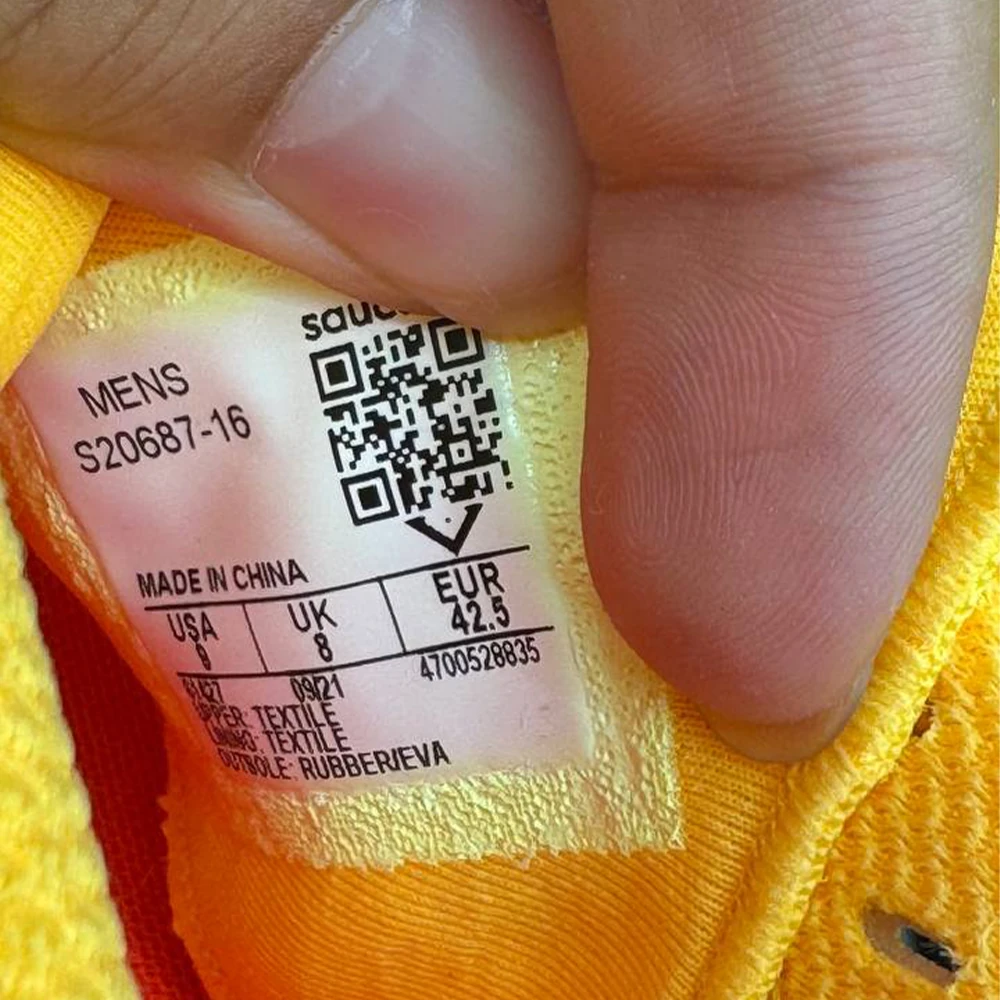 MENS
S20687-16
MADE IN CHINA
USA UK EUR
9 8 42.5
09/21 4700528835
UPPER: TEXTILE
LINING: TEXTILE
OUTSOLE: RUBBER/EVA